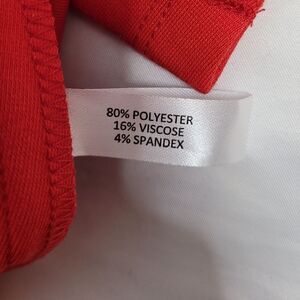 80% POLYESTER
16% VISCOSE
4% SPANDEX